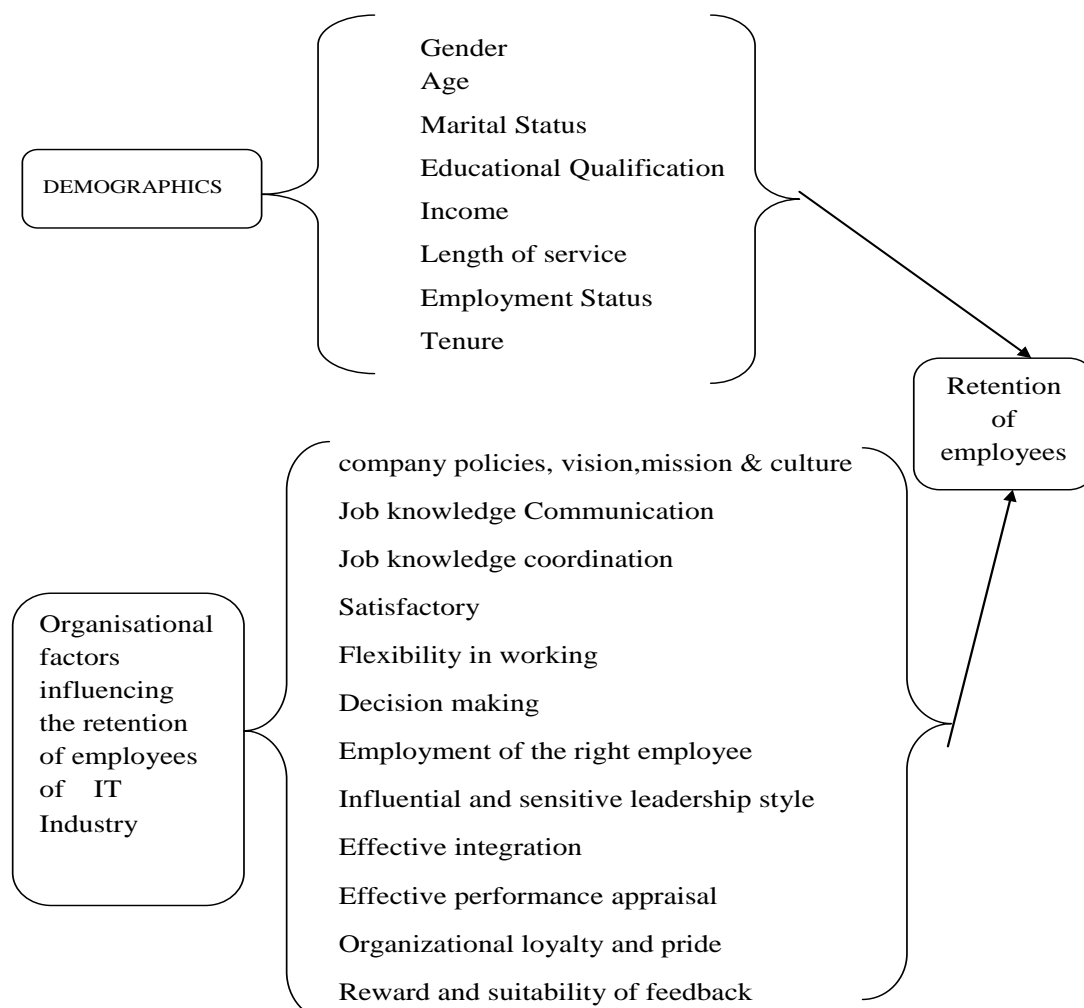 Gender
Age
Marital Status
DEMOGRAPHICS
Educational Qualification
Income
Length of service
Employment Status
Tenure
Retention
of
employees
company policies, vision,mission & culture
Job knowledge Communication
Job knowledge coordination
Satisfactory
Flexibility in working
Decision making
Employment of the right employee
Influential and sensitive leadership style
Effective integration
Effective performance appraisal
Organizational loyalty and pride
Reward and suitability of feedback
Organisational
factors
influencing
the retention
of employees
of IT
Industry